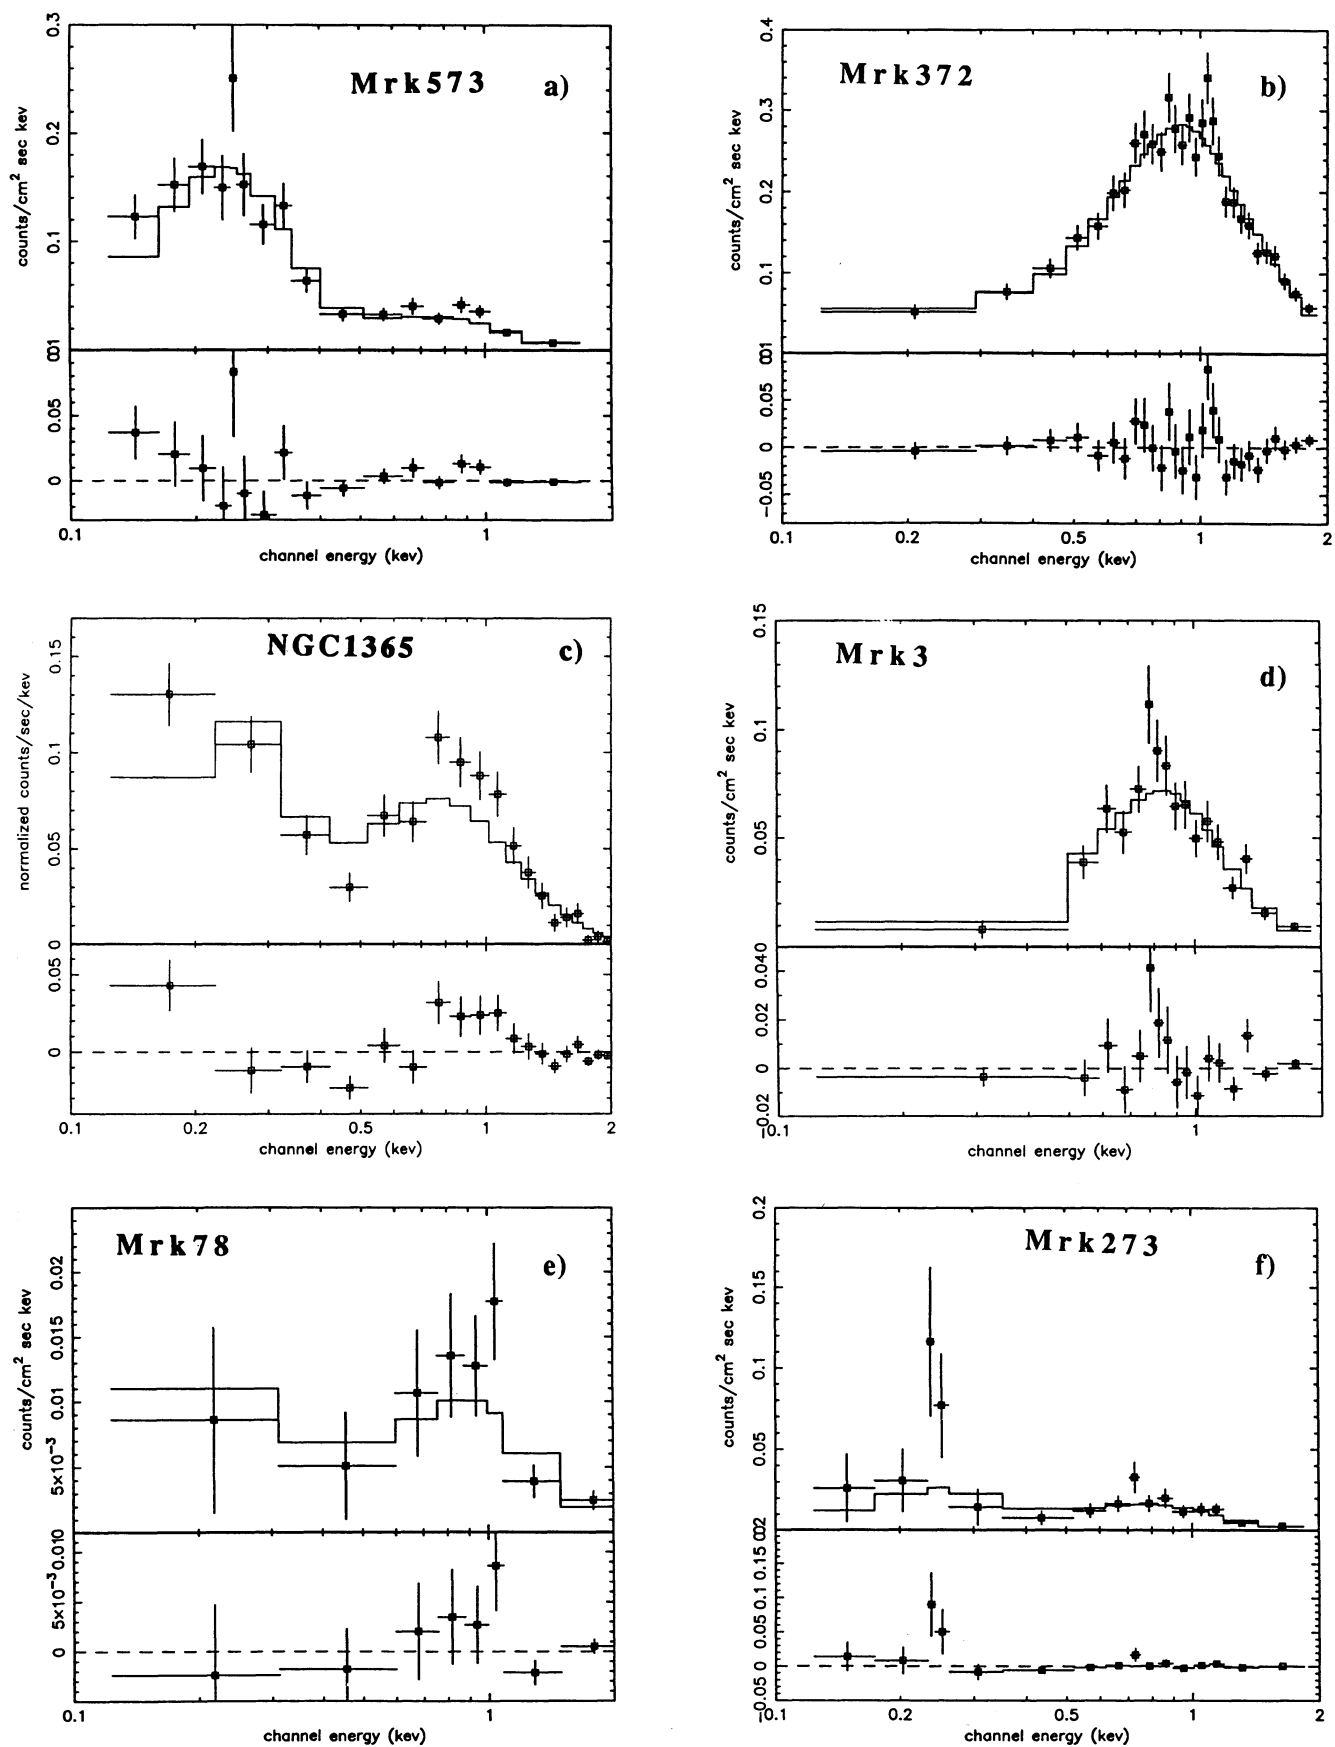 Mrk573 a)
counts/cm² sec kev
0.3
0.2
0.1
0
0.1
0.05
0
0.1 1
channel energy (kev)
Mrk372 b)
counts/cm² sec kev
0.4
0.3
0.2
0.1
0.05
0
-0.05
0.1 0.2 0.5 1 2
channel energy (kev)
NGC1365 c)
normalized counts/sec/kev
0.15
0.1
0.05
0
0.05
0
0.1 0.2 0.5 1 2
channel energy (kev)
Mrk3 d)
counts/cm² sec kev
0.15
0.1
0.05
0.04
0.02
0
-0.02
0.1 1
channel energy (kev)
Mrk78 e)
counts/cm² sec kev
0.02
0.015
0.01
5×10⁻³
0.01
5×10⁻³
0
0.1 1
channel energy (kev)
Mrk273 f)
counts/cm² sec kev
0.2
0.15
0.1
0.05
0.15
0.1
0.05
0
-0.05
0.1 0.2 0.5 1 2
channel energy (kev)